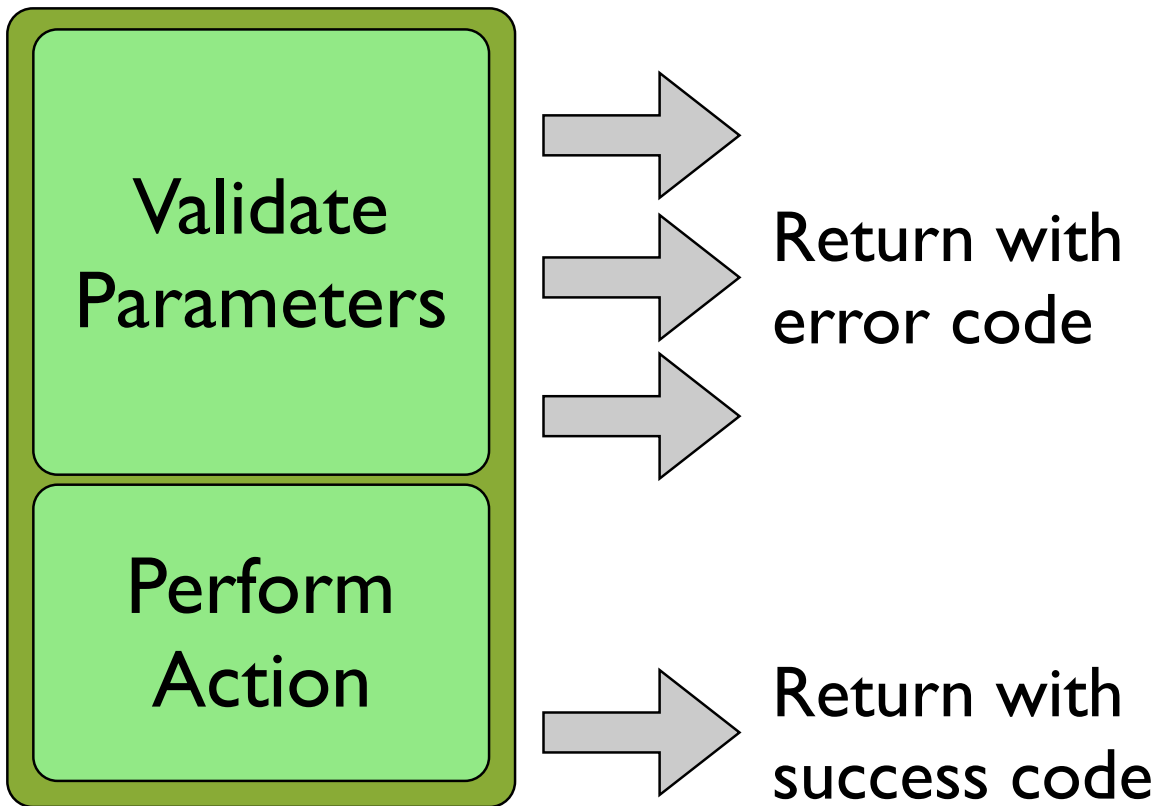 Validate
Parameters
Return with
error code
Perform
Action
Return with
success code